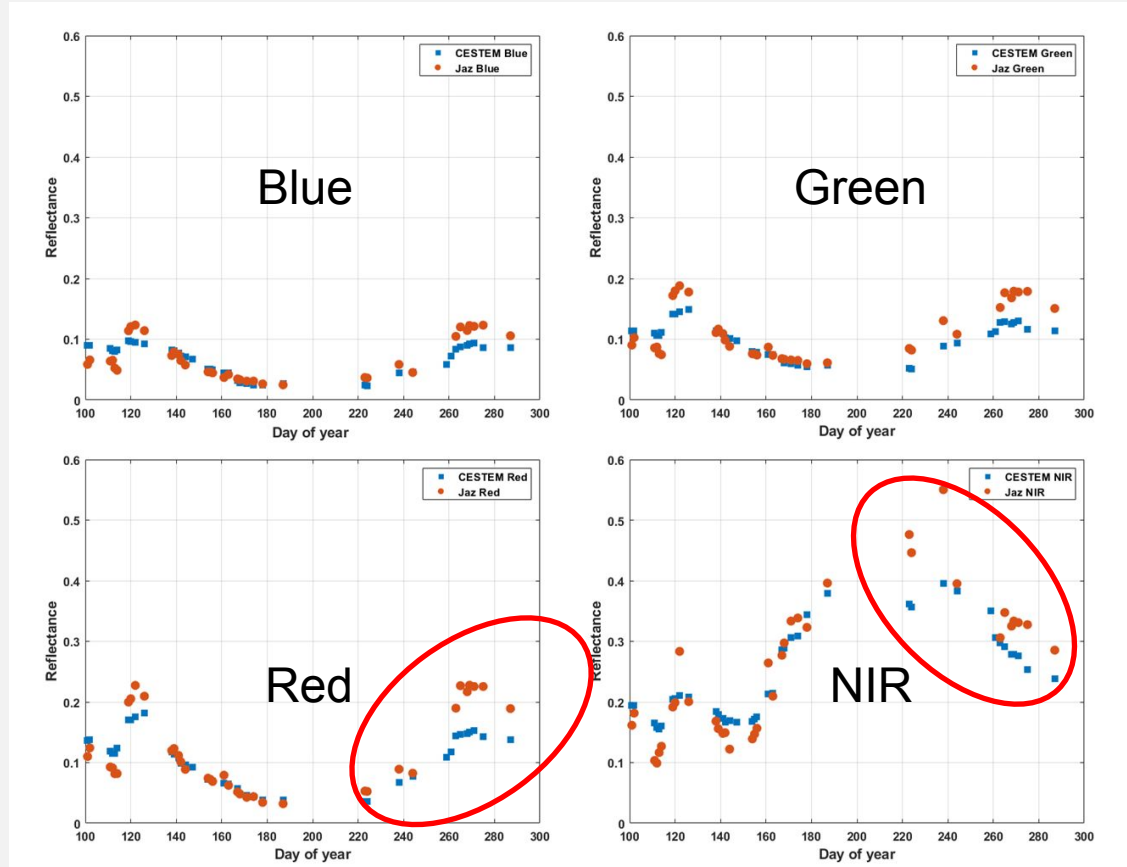 0.6
0.5
0.4
0.3
0.2
0.1
0
100 120 140 160 180 200 220 240 260 280 300
Reflectance
Day of year
CESTEM Blue
Jaz Blue
Blue
0.6
0.5
0.4
0.3
0.2
0.1
0
100 120 140 160 180 200 220 240 260 280 300
Reflectance
Day of year
CESTEM Green
Jaz Green
Green
0.6
0.5
0.4
0.3
0.2
0.1
0
100 120 140 160 180 200 220 240 260 280 300
Reflectance
Day of year
CESTEM Red
Jaz Red
Red
0.6
0.5
0.4
0.3
0.2
0.1
0
100 120 140 160 180 200 220 240 260 280 300
Reflectance
Day of year
CESTEM NIR
Jaz NIR
NIR